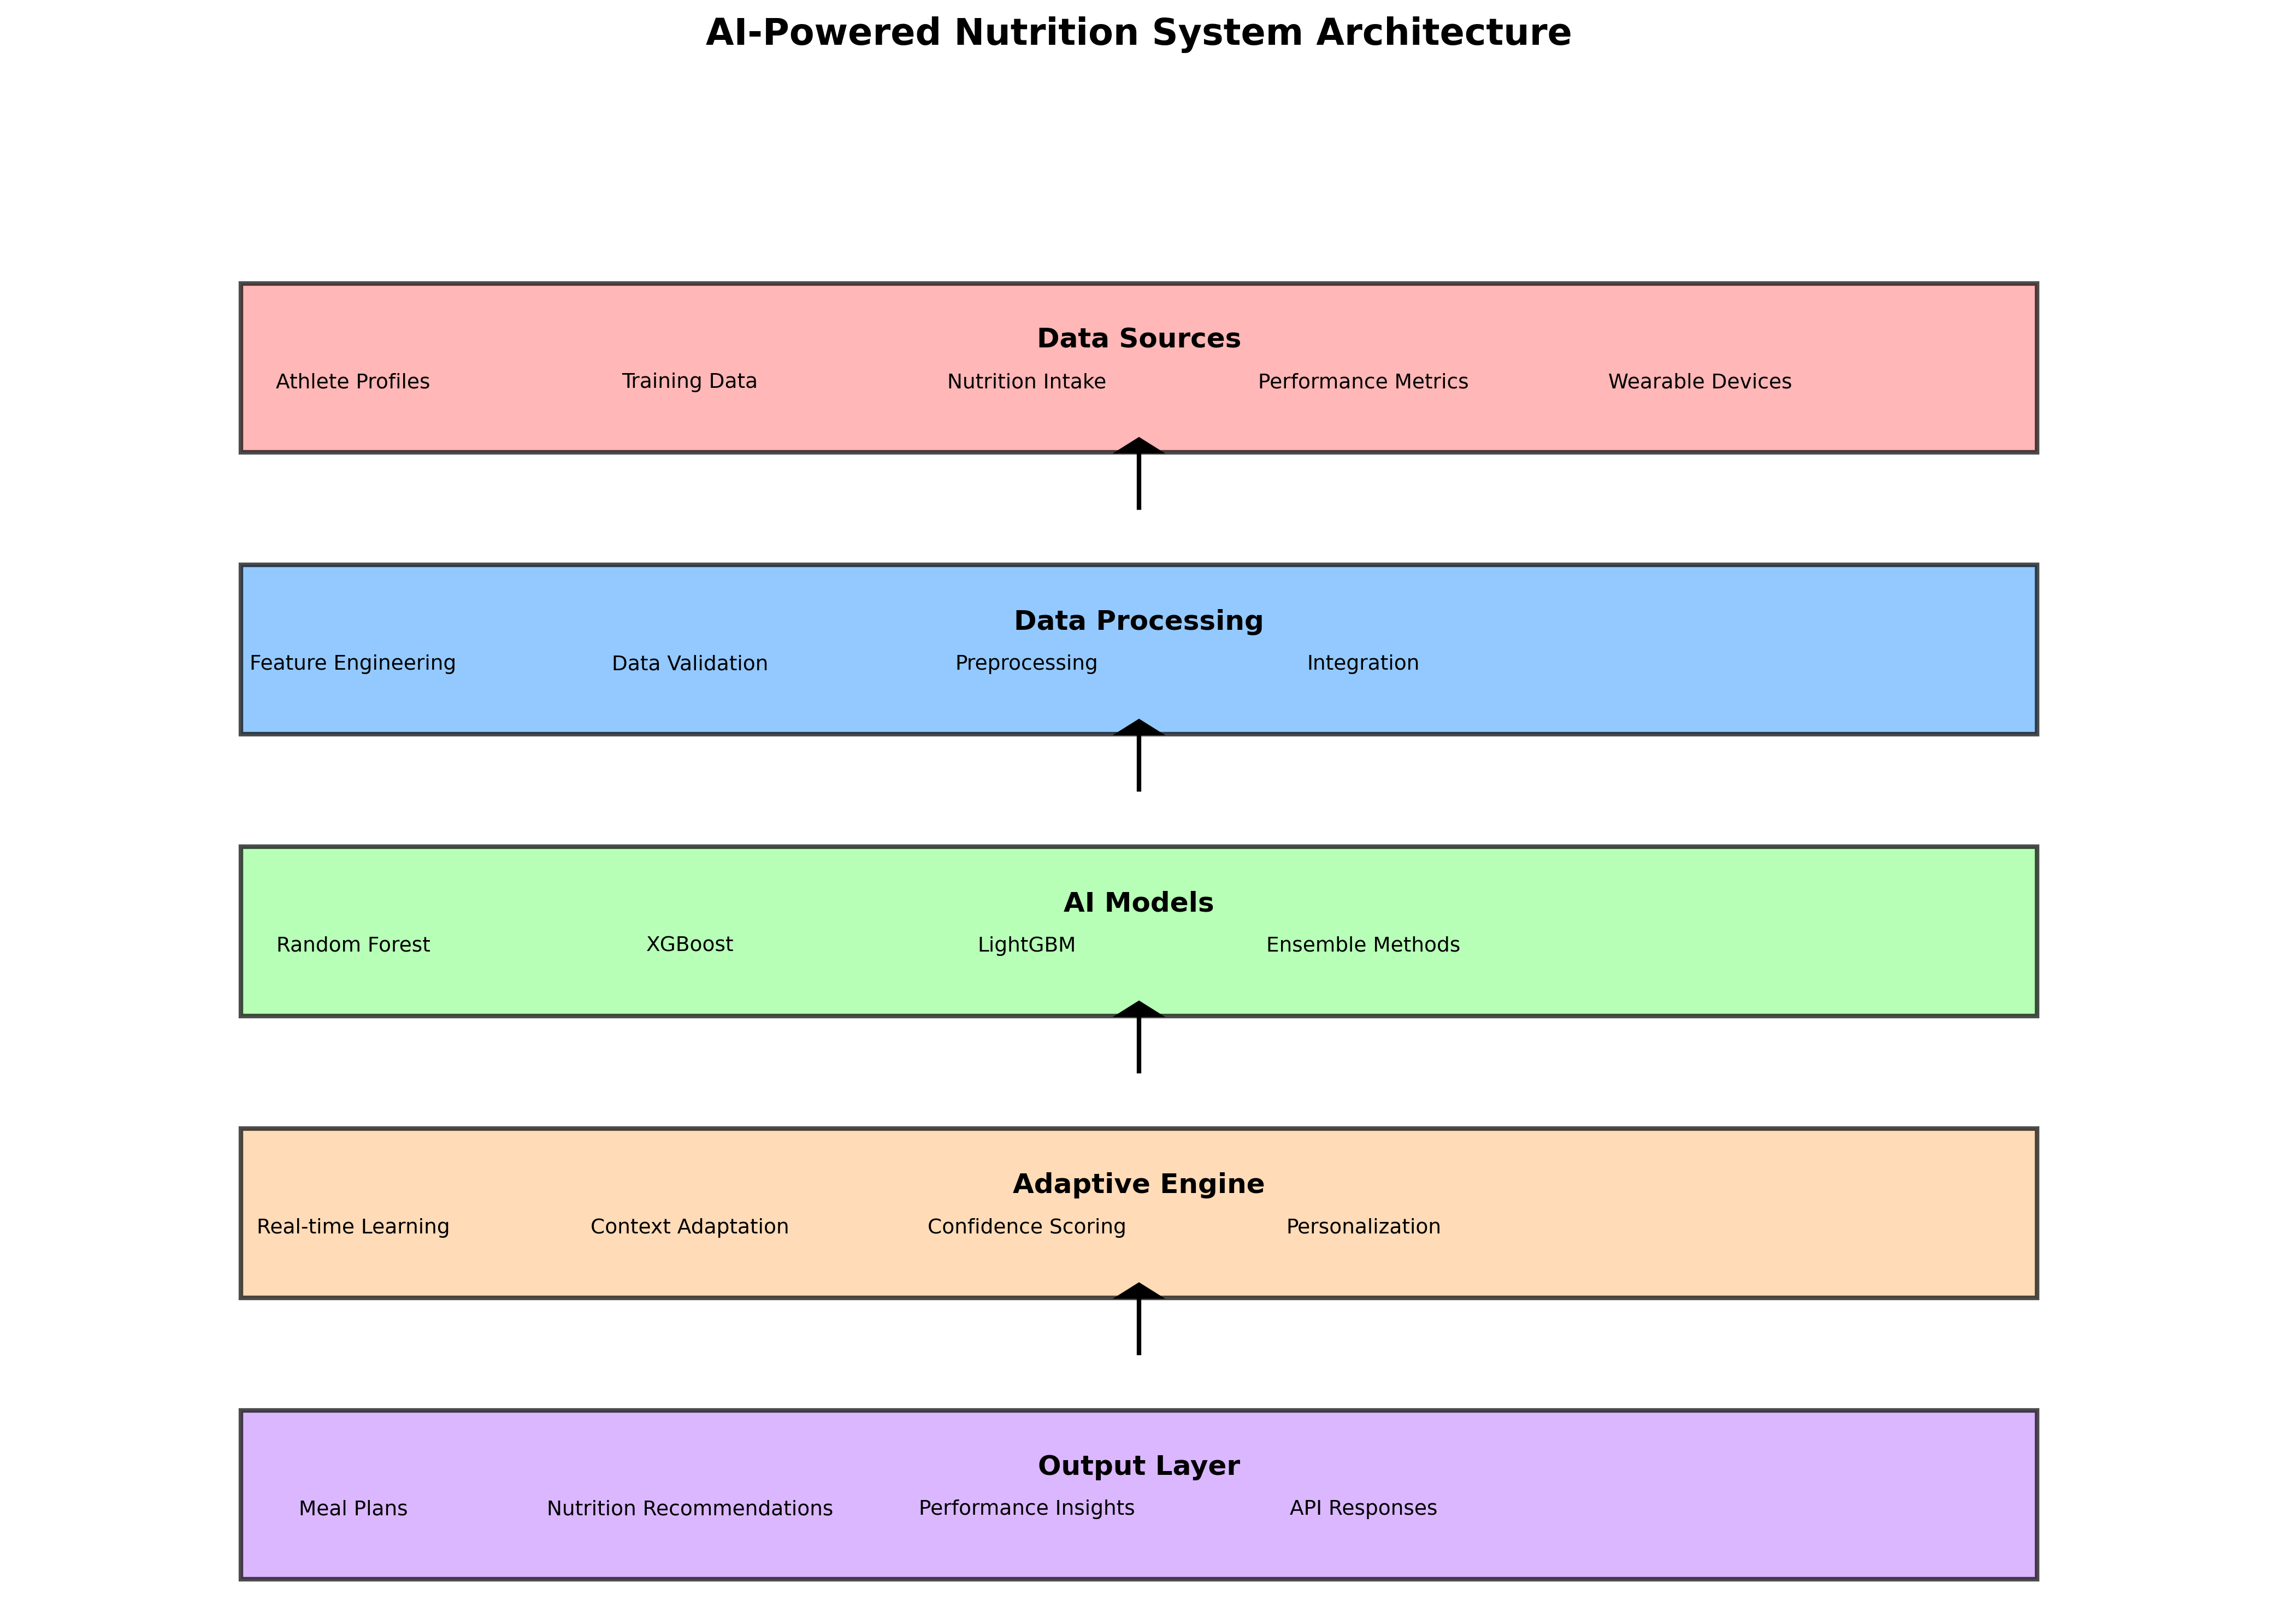 AI-Powered Nutrition System Architecture
Data Sources
Athlete Profiles Training Data Nutrition Intake Performance Metrics Wearable Devices
Data Processing
Feature Engineering Data Validation Preprocessing Integration
AI Models
Random Forest XGBoost LightGBM Ensemble Methods
Adaptive Engine
Real-time Learning Context Adaptation Confidence Scoring Personalization
Output Layer
Meal Plans Nutrition Recommendations Performance Insights API Responses